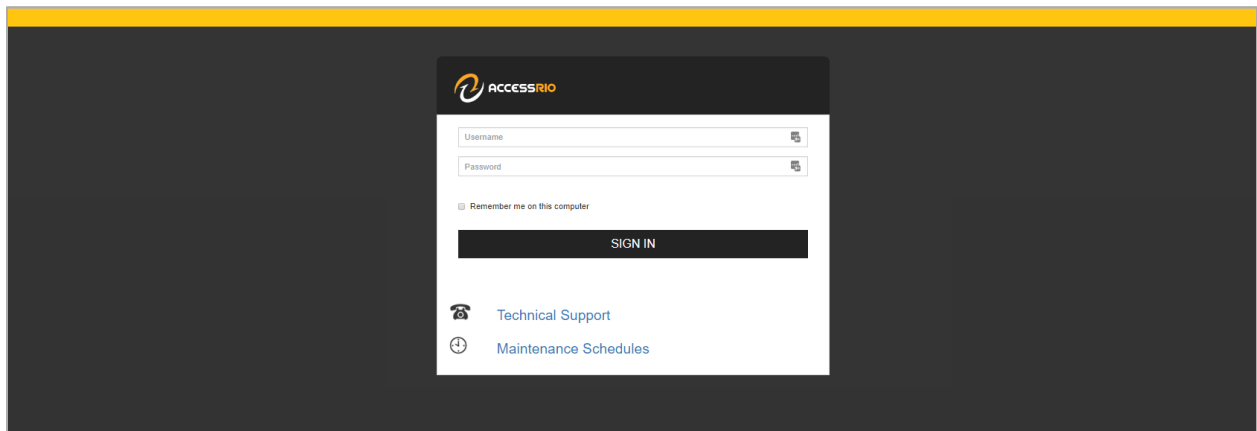 ACCESSRIO
Username
Password
Remember me on this computer
SIGN IN
Technical Support
Maintenance Schedules